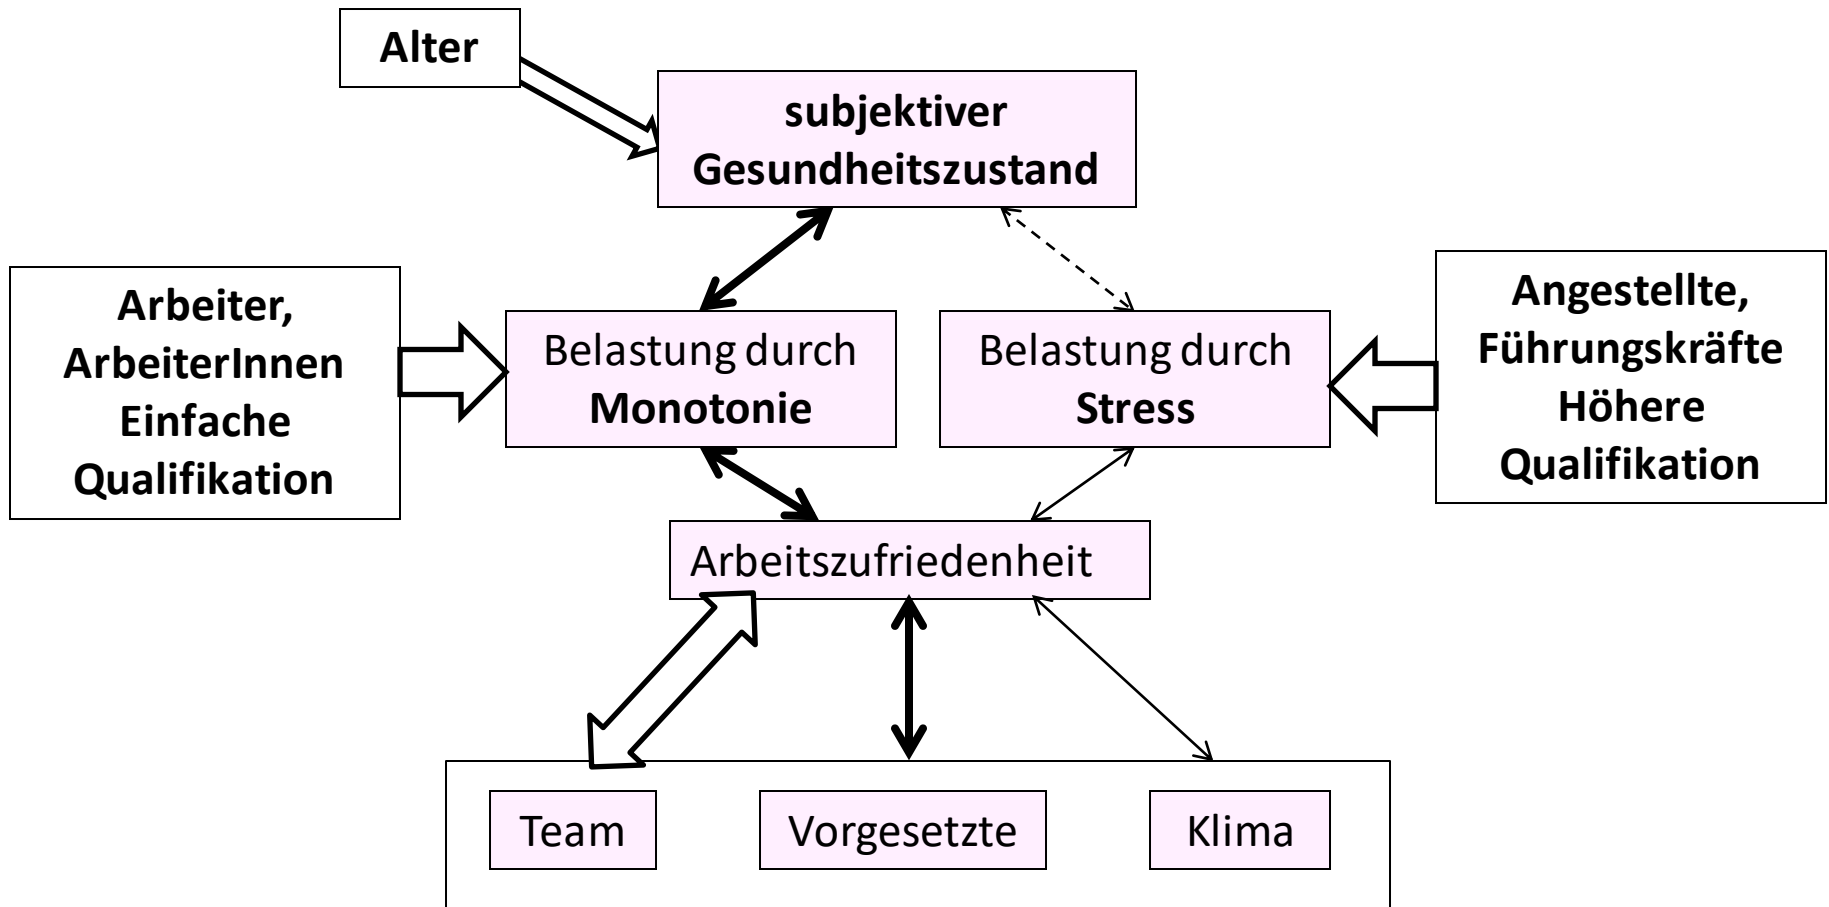 Alter
subjektiver
Gesundheitszustand
Arbeiter,
ArbeiterInnen
Einfache
Qualifikation
Belastung durch
Monotonie
Belastung durch
Stress
Angestellte,
Führungskräfte
Höhere
Qualifikation
Arbeitszufriedenheit
Team
Vorgesetzte
Klima